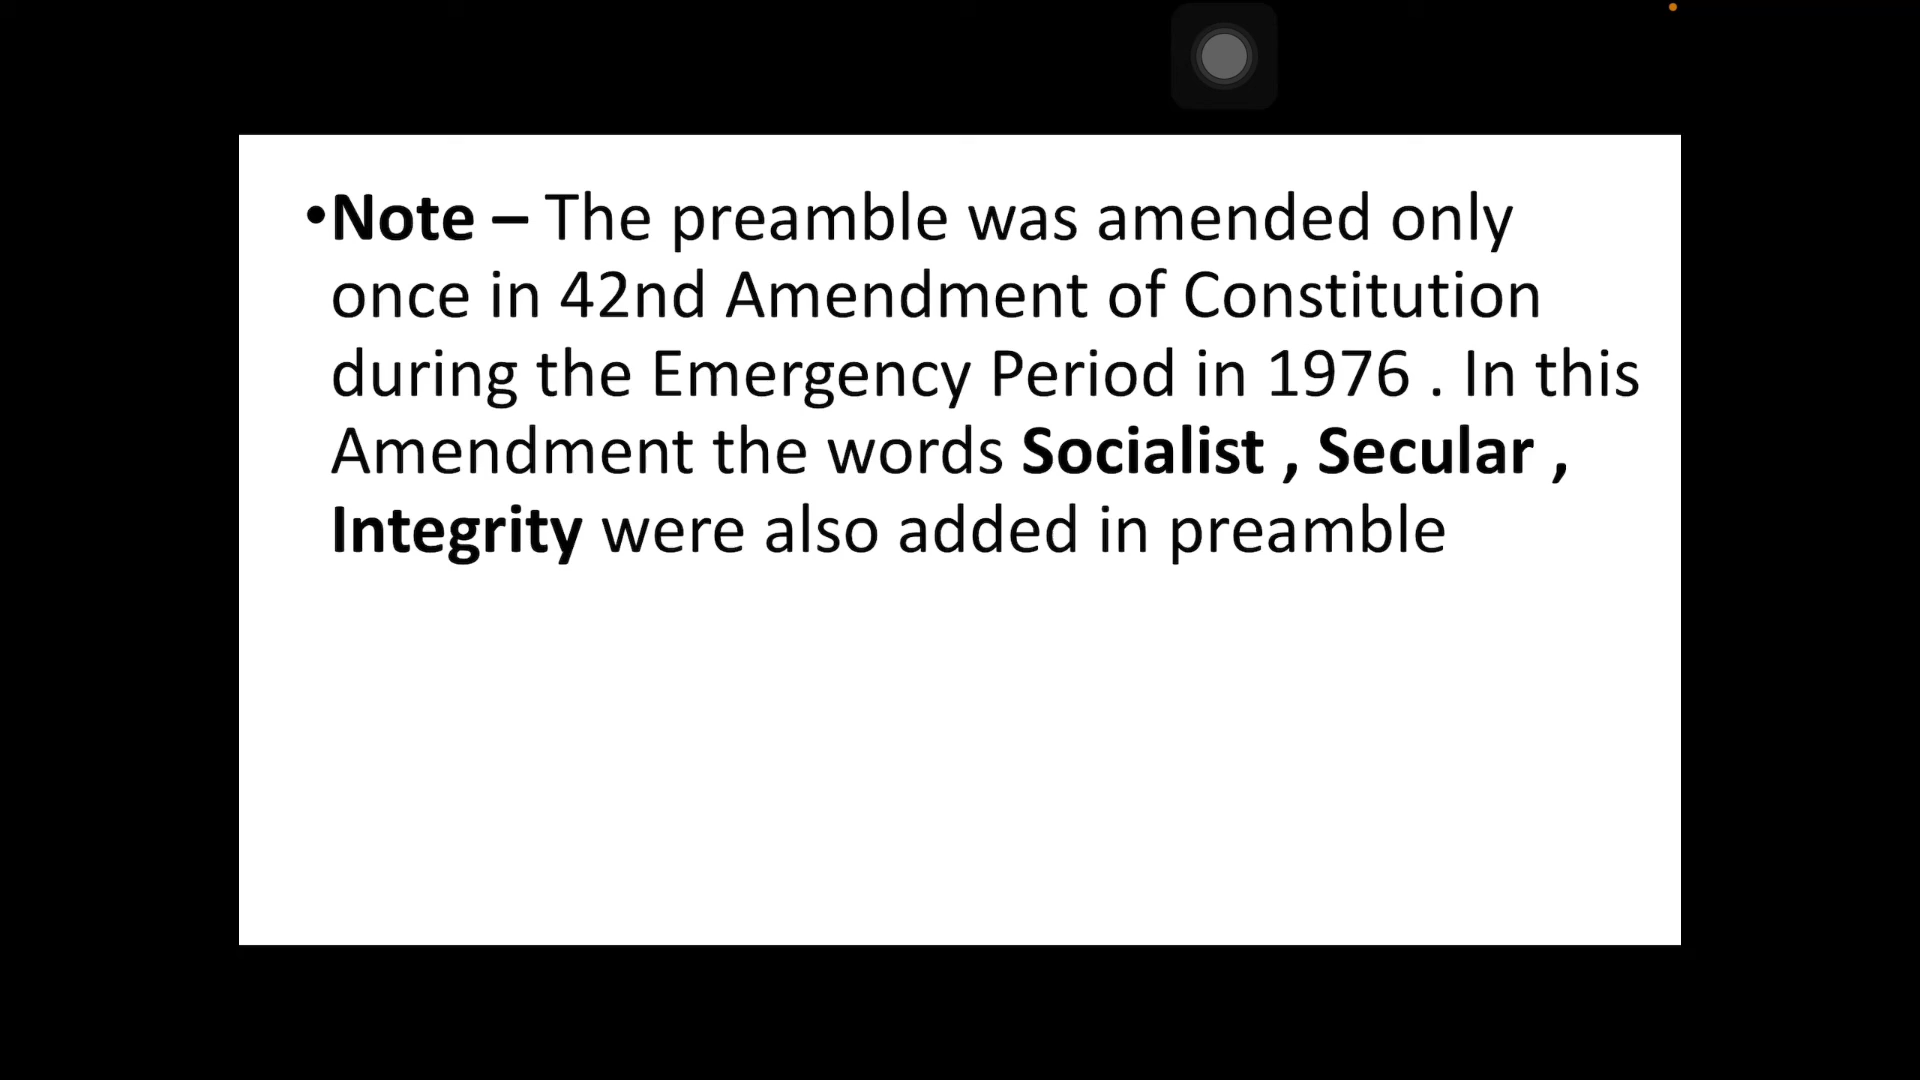 •Note – The preamble was amended only
once in 42nd Amendment of Constitution
during the Emergency Period in 1976 . In this
Amendment the words Socialist , Secular ,
Integrity were also added in preamble